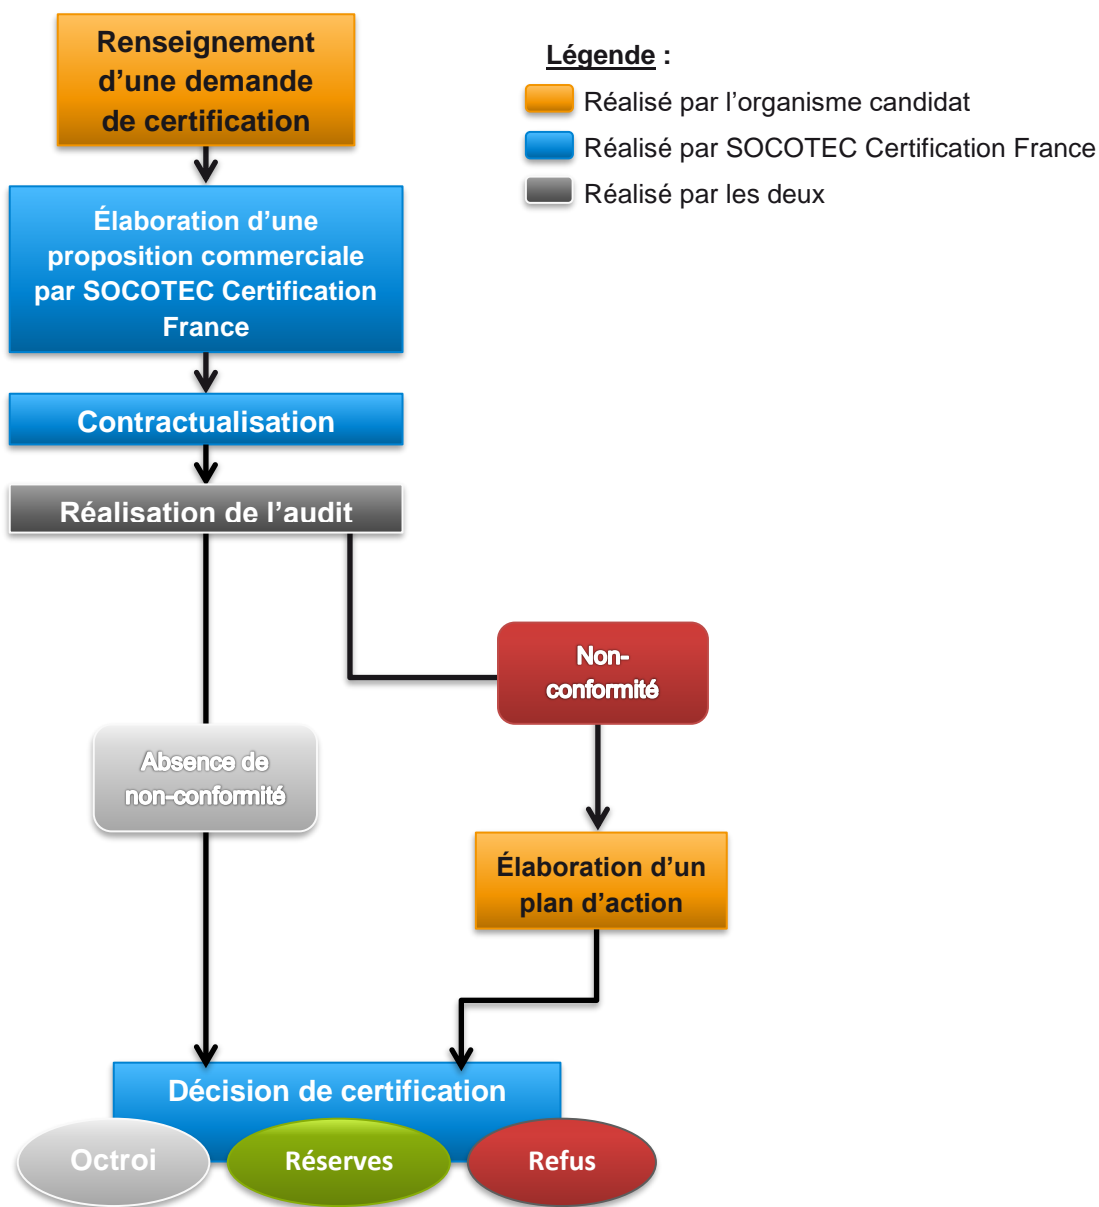 Renseignement
d’une demande
de certification
Légende :
Réalisé par l’organisme candidat
Réalisé par SOCOTEC Certification France
Réalisé par les deux
Élaboration d’une
proposition commerciale
par SOCOTEC Certification
France
Contractualisation
Réalisation de l’audit
Non-
conformité
Absence de
non-conformité
Élaboration d’un
plan d’action
Décision de certification
Octroi
Réserves
Refus